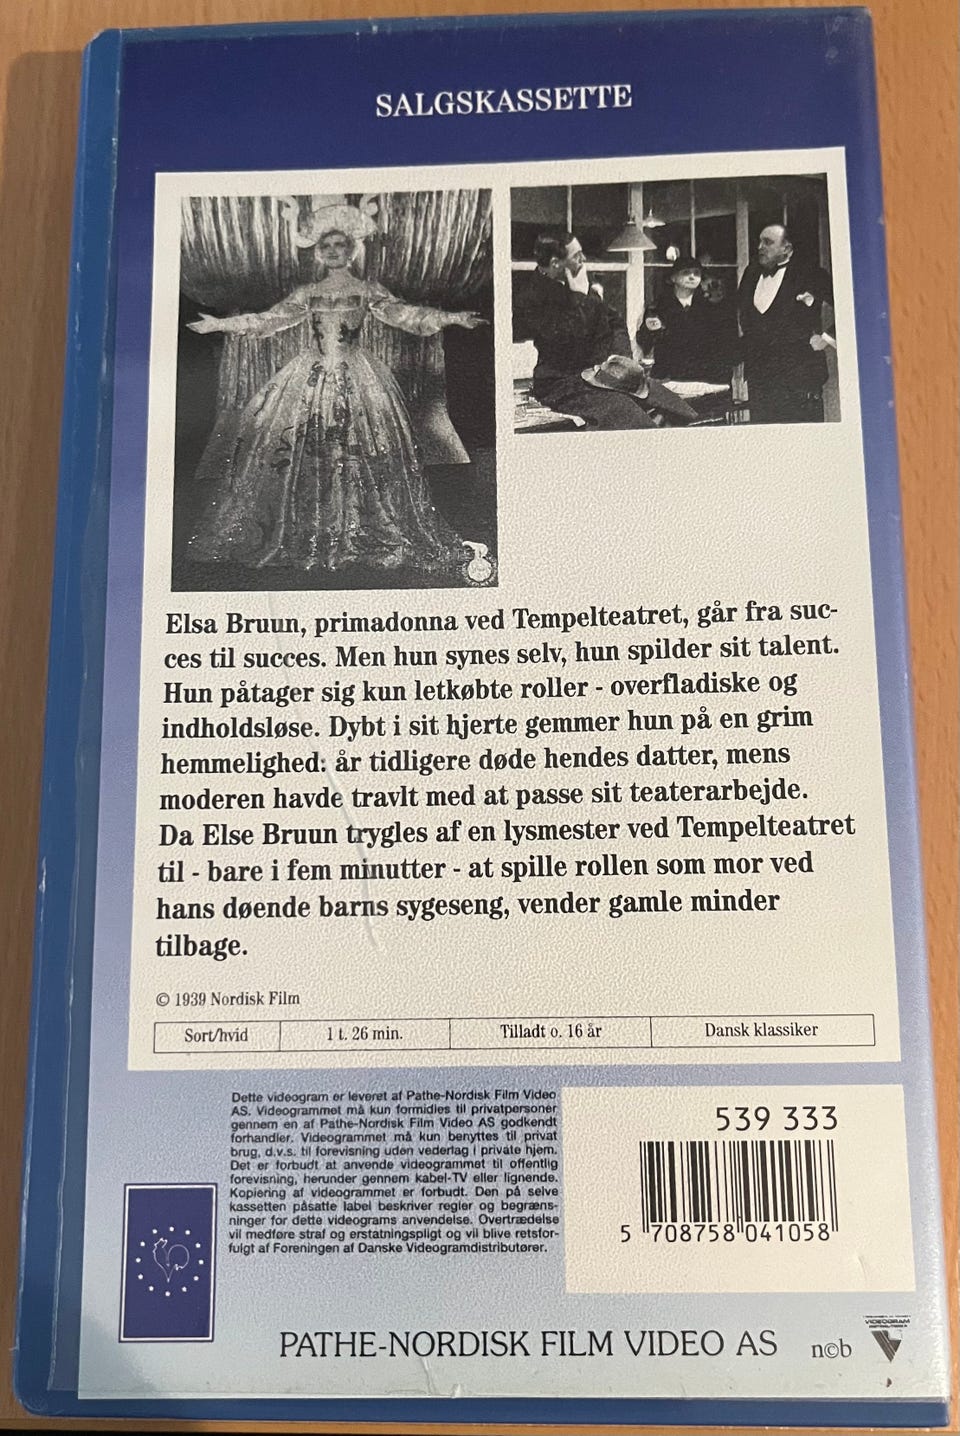 SALGSKASSETTE
Elsa Bruun, primadonna ved Tempelteatret, går fra suc-
ces til succes. Men hun synes selv, hun spilder sit talent.
Hun påtager sig kun letkøbte roller - overfladiske og
indholdsløse. Dybt i sit hjerte gemmer hun på en grim
hemmelighed: år tidligere døde hendes datter, mens
moderen havde travlt med at passe sit teaterarbejde.
Da Else Bruun trygles af en lysmester ved Tempelteatret
til - bare i fem minutter - at spille rollen som mor ved
hans døende barns sygeseng, vender gamle minder
tilbage.
© 1939 Nordisk Film
Sort/hvid 1 t. 26 min. Tilladt o. 16 år Dansk klassiker
Dette videogram er leveret af Pathe-Nordisk Film Video
AS. Videogrammet må kun formidles til privatpersoner
gennem en af Pathe-Nordisk Film Video AS godkendt
forhandler. Videogrammet må kun benyttes til privat
brug, d.v.s. til forevisning uden vederlag i private hjem.
Det er forbudt at anvende videogrammet til offentlig
forevisning, herunder gennem kabel-TV eller lignende.
Kopiering af videogrammet er forbudt. Den på selve
kassetten påsatte label beskriver regler og begræns-
ninger for dette videograms anvendelse. Overtrædelse
vil medføre straf og erstatningspligt og vil blive retsfor-
fulgt af Foreningen af Danske Videogramdistributører.
539 333
5 708758 041058
PATHE-NORDISK FILM VIDEO AS
n©b
VIDEOGRAM